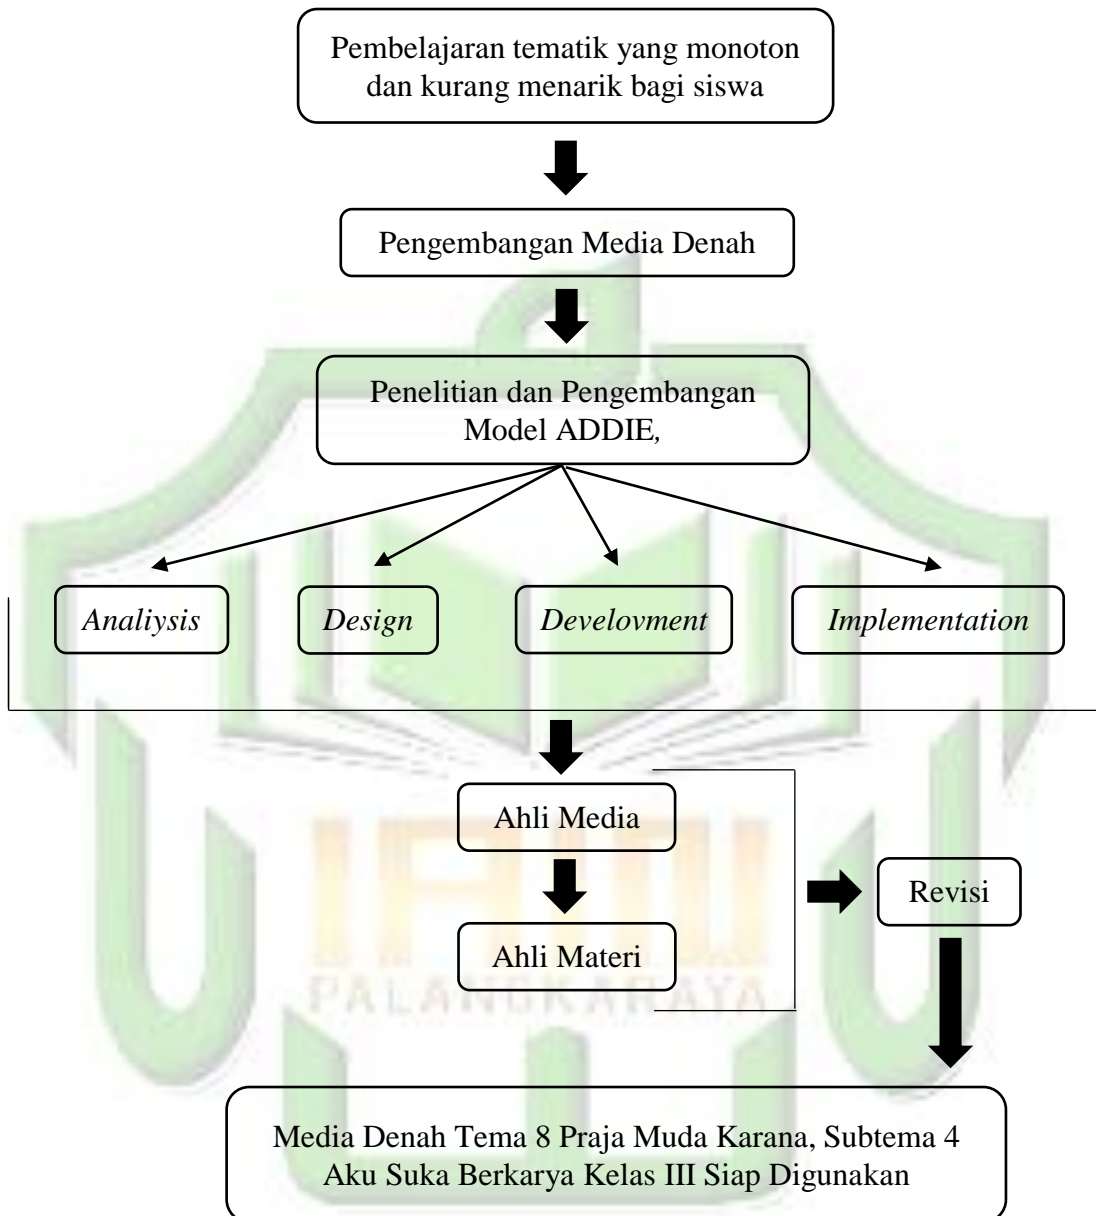 Pembelajaran tematik yang monoton
dan kurang menarik bagi siswa
Pengembangan Media Denah
Penelitian dan Pengembangan
Model ADDIE,
Analiysis
Design
Develovment
Implementation
Ahli Media
Ahli Materi
Revisi
IAIN
PALANGKARAYA
Media Denah Tema 8 Praja Muda Karana, Subtema 4
Aku Suka Berkarya Kelas III Siap Digunakan